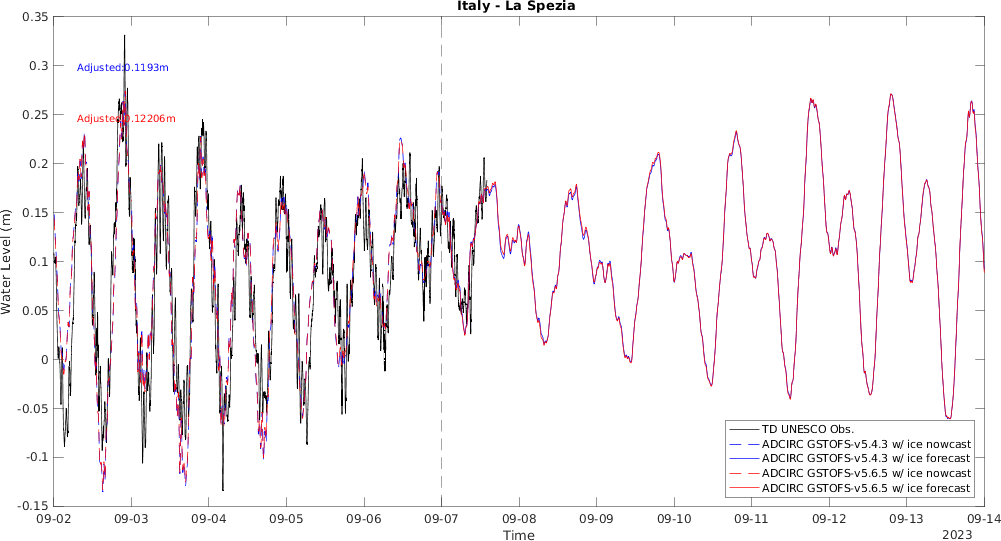 Italy - La Spezia
0.35
0.3
0.25
0.2
0.15
0.1
0.05
0
-0.05
-0.1
-0.15
Water Level (m)
Adjusted:0.1193m
Adjusted:0.12206m
TD UNESCO Obs.
ADCIRC GSTOFS-v5.4.3 w/ ice nowcast
ADCIRC GSTOFS-v5.4.3 w/ ice forecast
ADCIRC GSTOFS-v5.6.5 w/ ice nowcast
ADCIRC GSTOFS-v5.6.5 w/ ice forecast
09-02 09-03 09-04 09-05 09-06 09-07 09-08 09-09 09-10 09-11 09-12 09-13 09-14
Time
2023